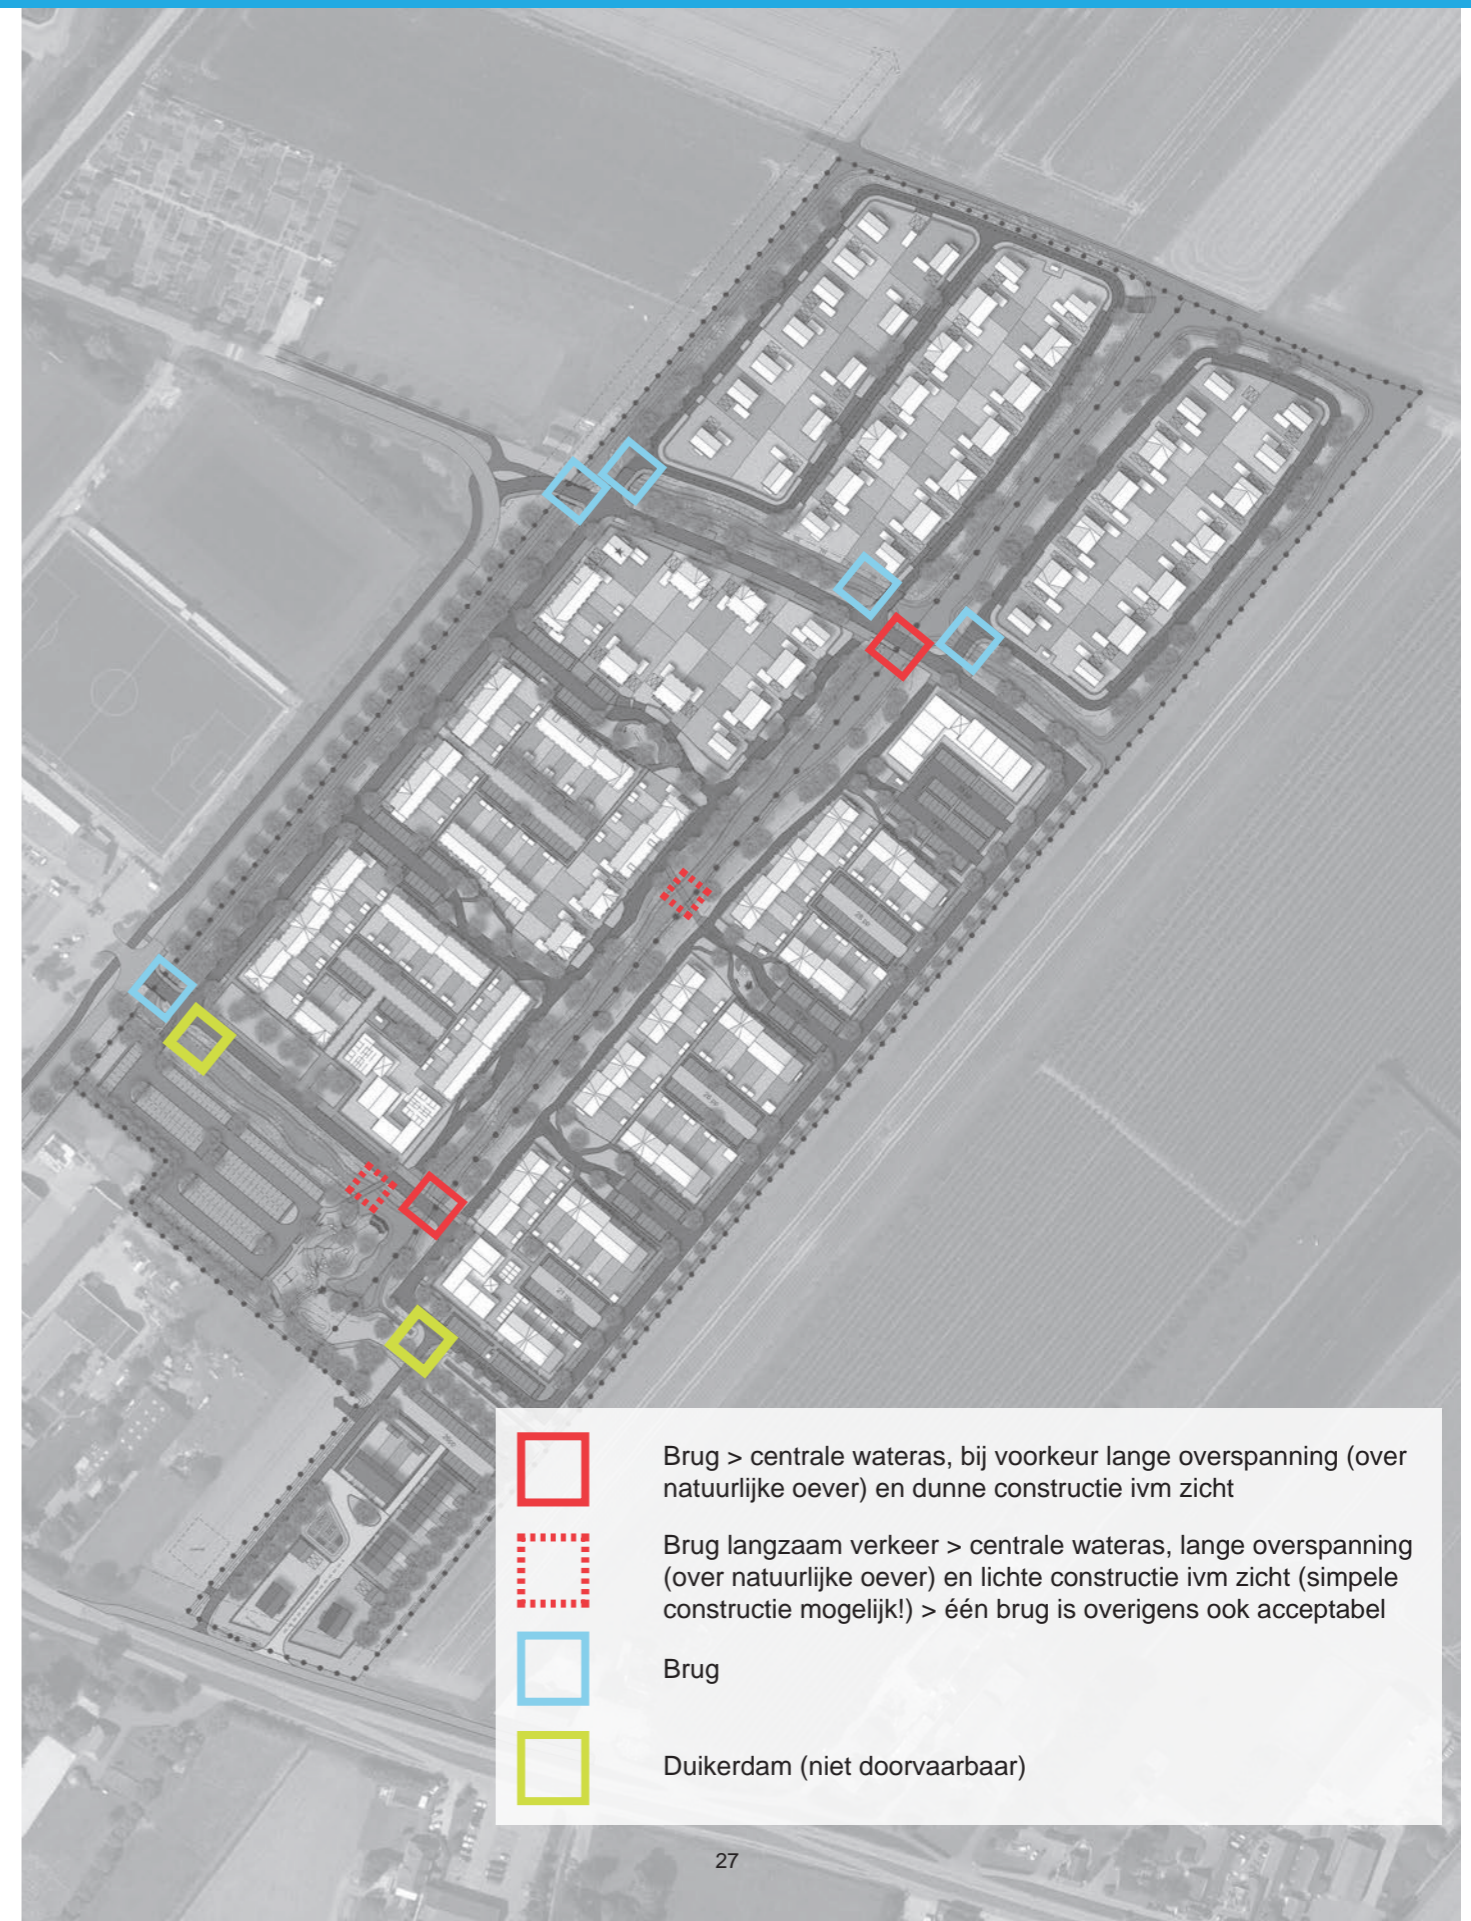 Brug > centrale wateras, bij voorkeur lange overspanning (over
natuurlijke oever) en dunne constructie ivm zicht
Brug langzaam verkeer > centrale wateras, lange overspanning
(over natuurlijke oever) en lichte constructie ivm zicht (simpele
constructie mogelijk!) > één brug is overigens ook acceptabel
Brug
Duikerdam (niet doorvaarbaar)
27